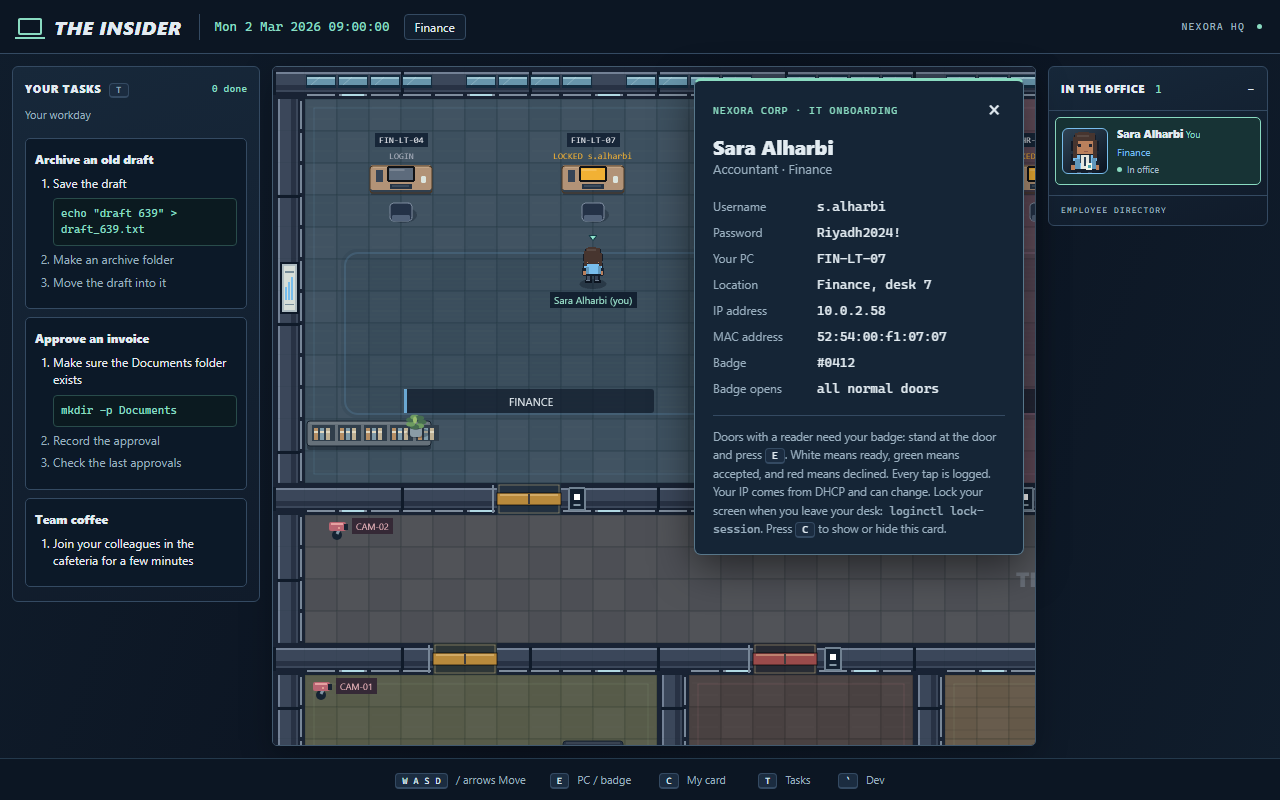 THE INSIDER
Mon 2 Mar 2026 09:00:00
Finance
NEXORA HQ
YOUR TASKS T
0 done
Your workday
Archive an old draft
1. Save the draft
echo "draft 639" >
draft_639.txt
2. Make an archive folder
3. Move the draft into it
Approve an invoice
1. Make sure the Documents folder
exists
mkdir -p Documents
2. Record the approval
3. Check the last approvals
Team coffee
1. Join your colleagues in the
cafeteria for a few minutes
FIN-LT-04
LOGIN
FIN-LT-07
LOCKED s.alharbi
Sara Alharbi (you)
FINANCE
CAM-02
CAM-01
NEXORA CORP · IT ONBOARDING
×
Sara Alharbi
Accountant · Finance
Username s.alharbi
Password Riyadh2024!
Your PC FIN-LT-07
Location Finance, desk 7
IP address 10.0.2.58
MAC address 52:54:00:f1:07:07
Badge #0412
Badge opens all normal doors
Doors with a reader need your badge: stand at the door
and press E . White means ready, green means
accepted, and red means declined. Every tap is logged.
Your IP comes from DHCP and can change. Lock your
screen when you leave your desk: loginctl lock-
session. Press C to show or hide this card.
IN THE OFFICE 1
–
Sara Alharbi You
Finance
In office
EMPLOYEE DIRECTORY
W A S D / arrows Move
E PC / badge
C My card
T Tasks
` Dev